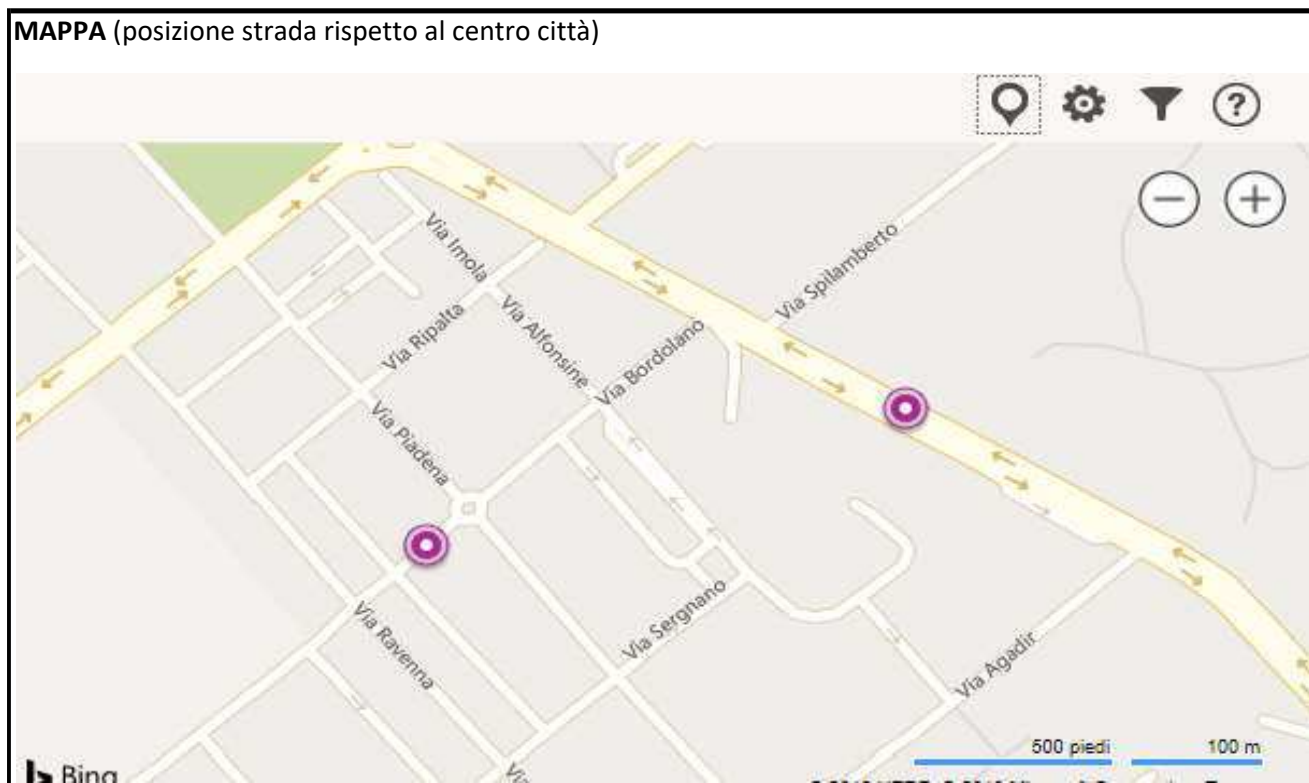 MAPPA (posizione strada rispetto al centro città)
?
Via Imola
Via Spilamberto
Via Alfonsine
Via Ripalta
Via Bordolano
Via Piadena
Via Ravenna
Via Sergnano
Via Agadir
500 piedi
100 m
Bing
Via